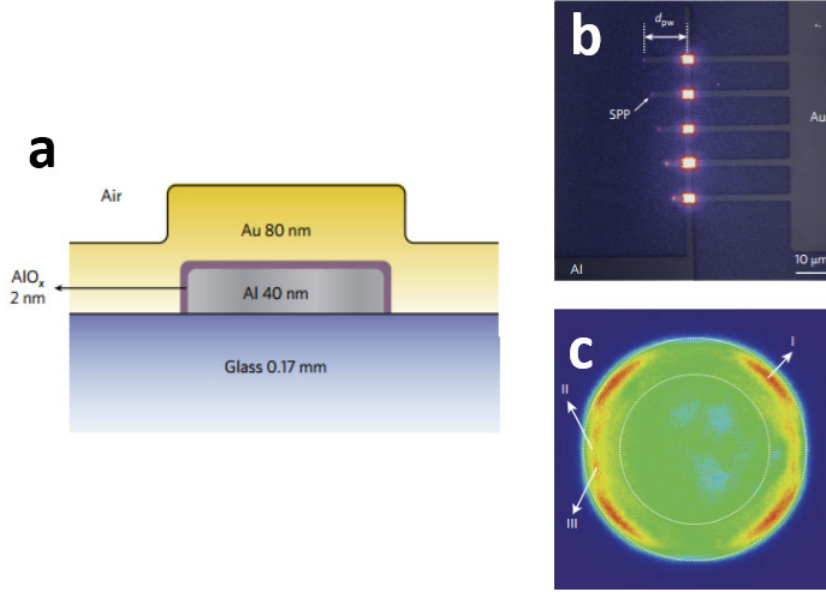 a
Air
Au 80 nm
AlOₓ
2 nm
Al 40 nm
Glass 0.17 mm
b
dpw
SPP
Au
Al
10 μm
c
I
II
III